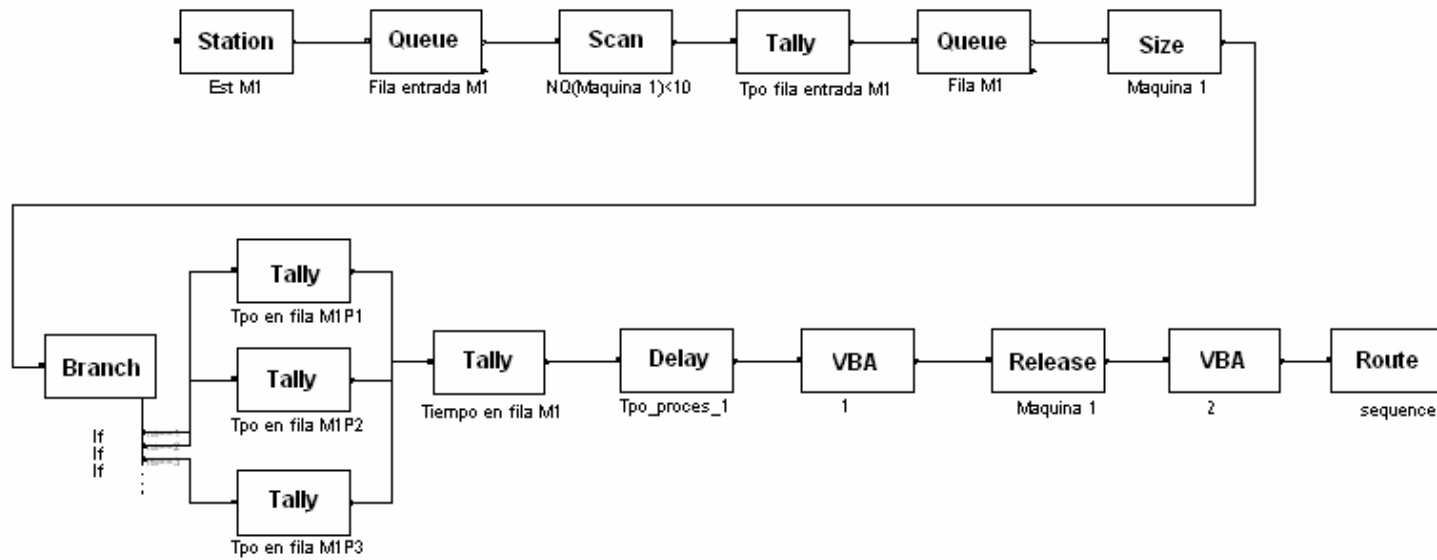 Station Queue Scan Tally Queue Size
Est M1 Fila entrada M1 NQ(Maquina 1)<10 Tpo fila entrada M1 Fila M1 Maquina 1
Tally
Tpo en fila M1P1
Branch Tally Tally Delay VBA Release VBA Route
Tpo en fila M1P2 Tiempo en fila M1 Tpo_proces_1 1 Maquina 1 2 sequence
If
If
If
Tally
Tpo en fila M1P3